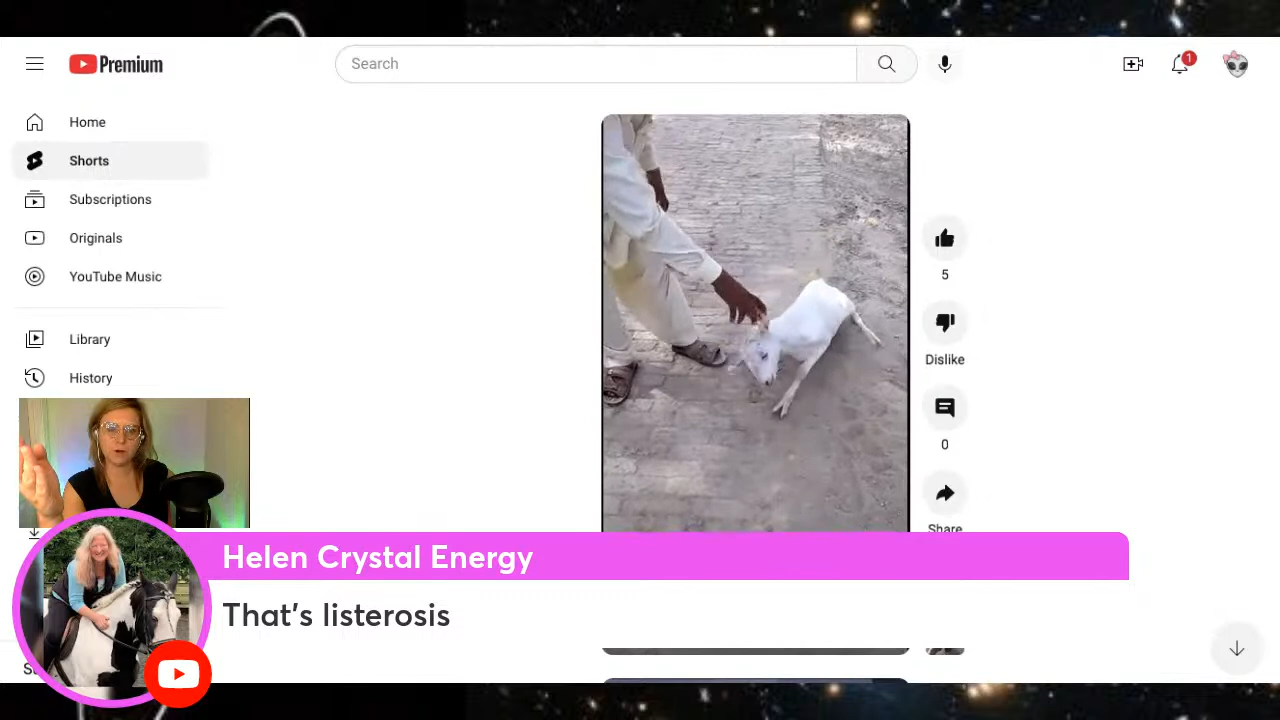 Premium
Search
1
Home
Shorts
Subscriptions
Originals
YouTube Music
Library
History
5
Dislike
0
Share
Helen Crystal Energy
That's listerosis